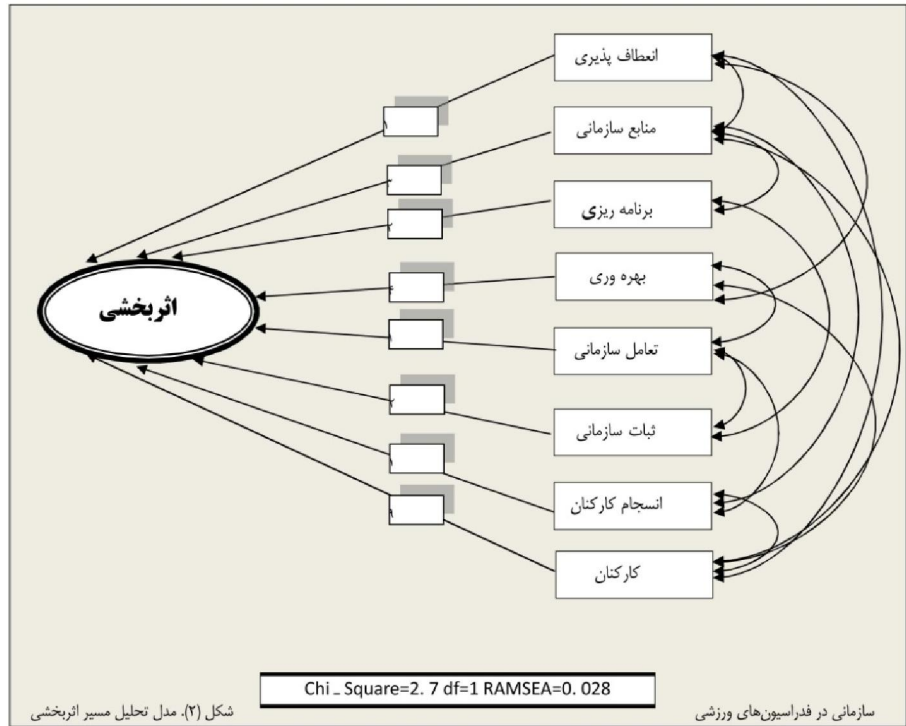 انعطاف پذیری
منابع سازمانی
برنامه ریزی
بهره وری
تعامل سازمانی
ثبات سازمانی
انسجام کارکنان
کارکنان
اثربخشی
Chi _ Square=2. 7 df=1 RAMSEA=0. 028
شکل (۲). مدل تحلیل مسیر اثربخشی
سازمانی در فدراسیون‌های ورزشی